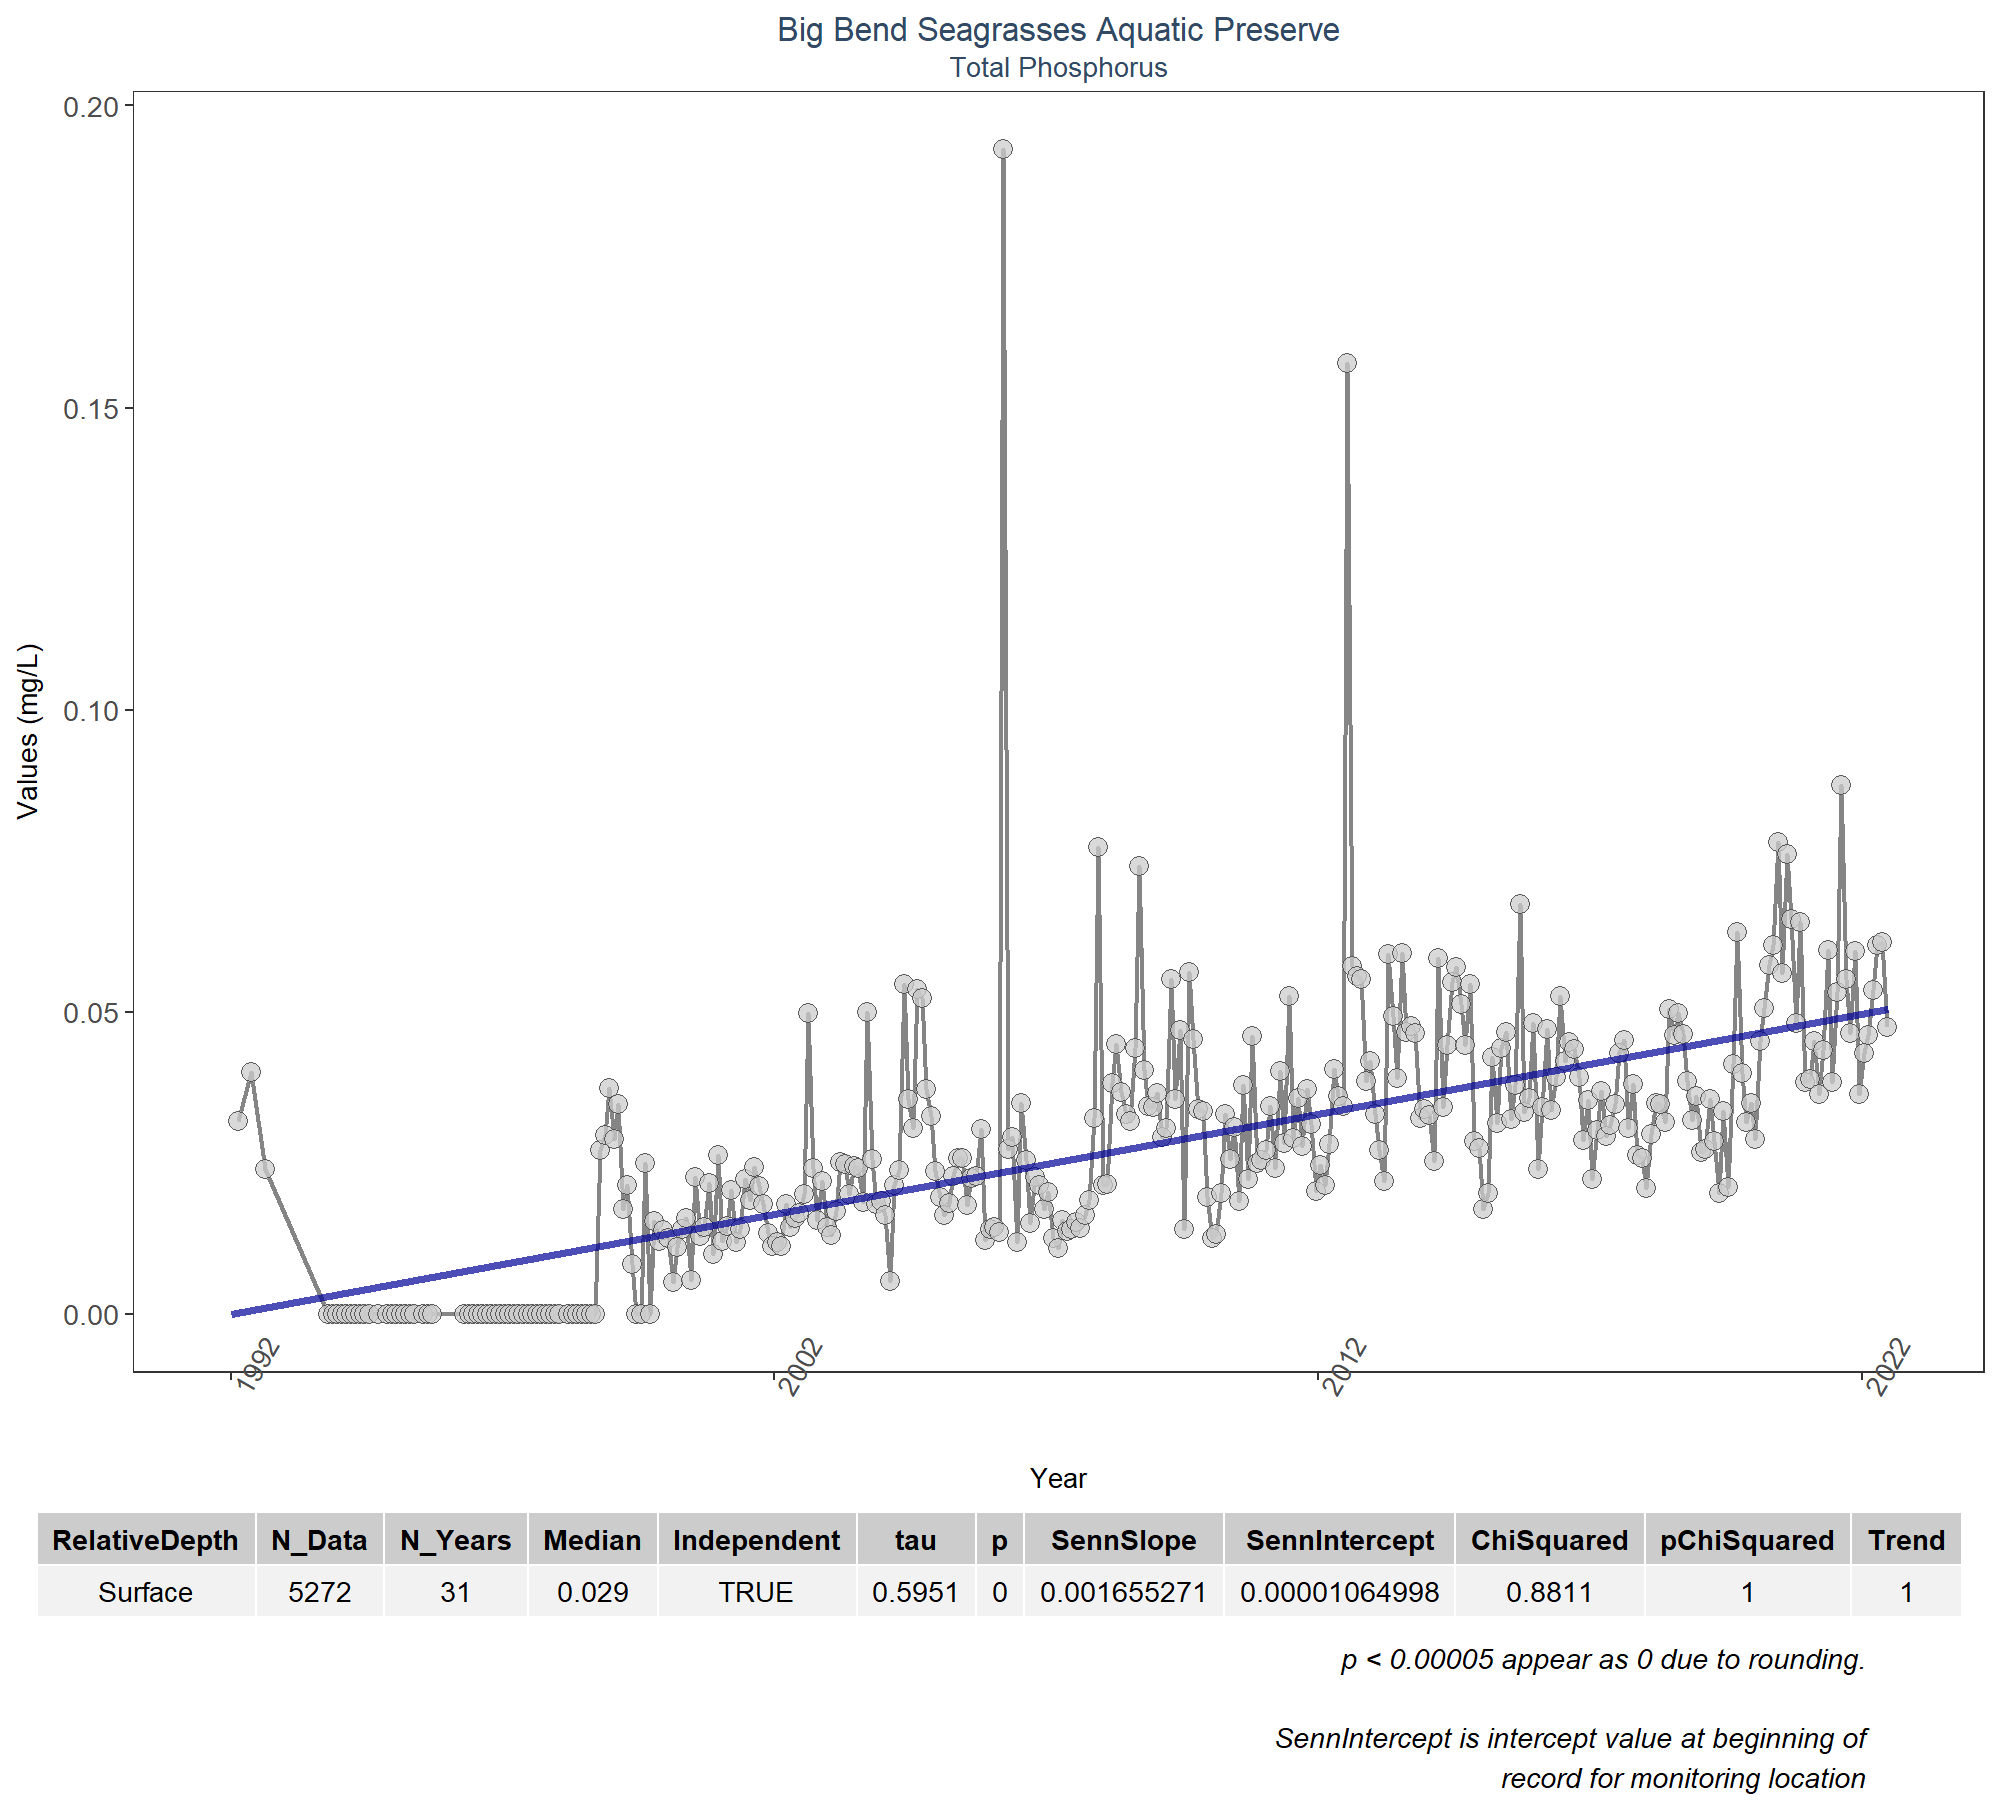 Big Bend Seagrasses Aquatic Preserve
Total Phosphorus
0.20
0.15
0.10
0.05
0.00
Values (mg/L)
1992 2002 2012 2022
Year
RelativeDepth N_Data N_Years Median Independent tau p SennSlope SennIntercept ChiSquared pChiSquared Trend
Surface 5272 31 0.029 TRUE 0.5951 0 0.001655271 0.00001064998 0.8811 1 1
p < 0.00005 appear as 0 due to rounding.
SennIntercept is intercept value at beginning of
record for monitoring location